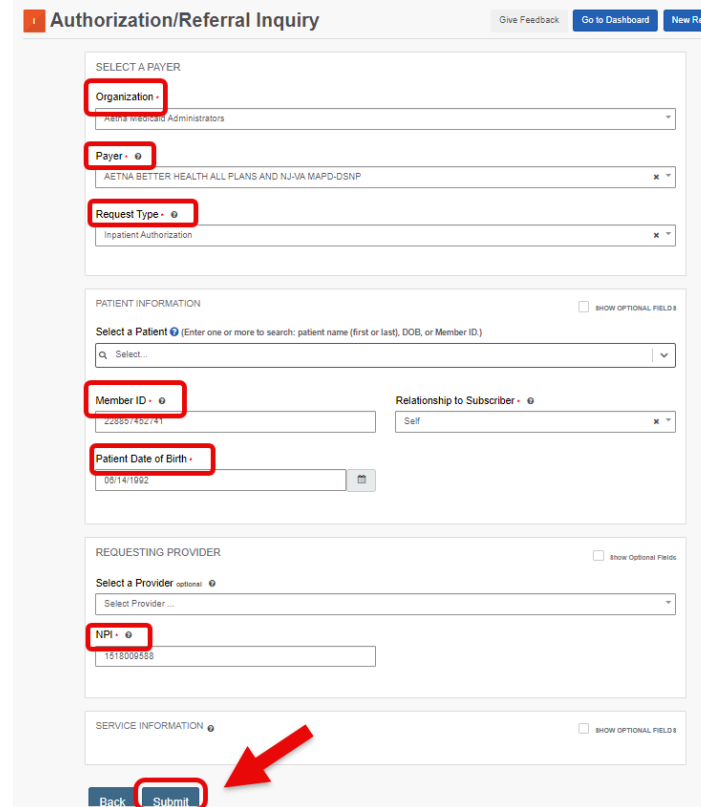 I Authorization/Referral Inquiry Give Feedback Go to Dashboard New Re
SELECT A PAYER
Organization *
Aetna Medicaid Administrators
Payer *
AETNA BETTER HEALTH ALL PLANS AND NJ-VA MAPD-DSNP
Request Type *
Inpatient Authorization
PATIENT INFORMATION SHOW OPTIONAL FIELDS
Select a Patient (Enter one or more to search: patient name (first or last), DOB, or Member ID.)
Select...
Member ID * Relationship to Subscriber *
228857452741 Self
Patient Date of Birth *
06/14/1992
REQUESTING PROVIDER Show Optional Fields
Select a Provider optional
Select Provider ...
NPI *
1518009588
SERVICE INFORMATION SHOW OPTIONAL FIELDS
Back Submit